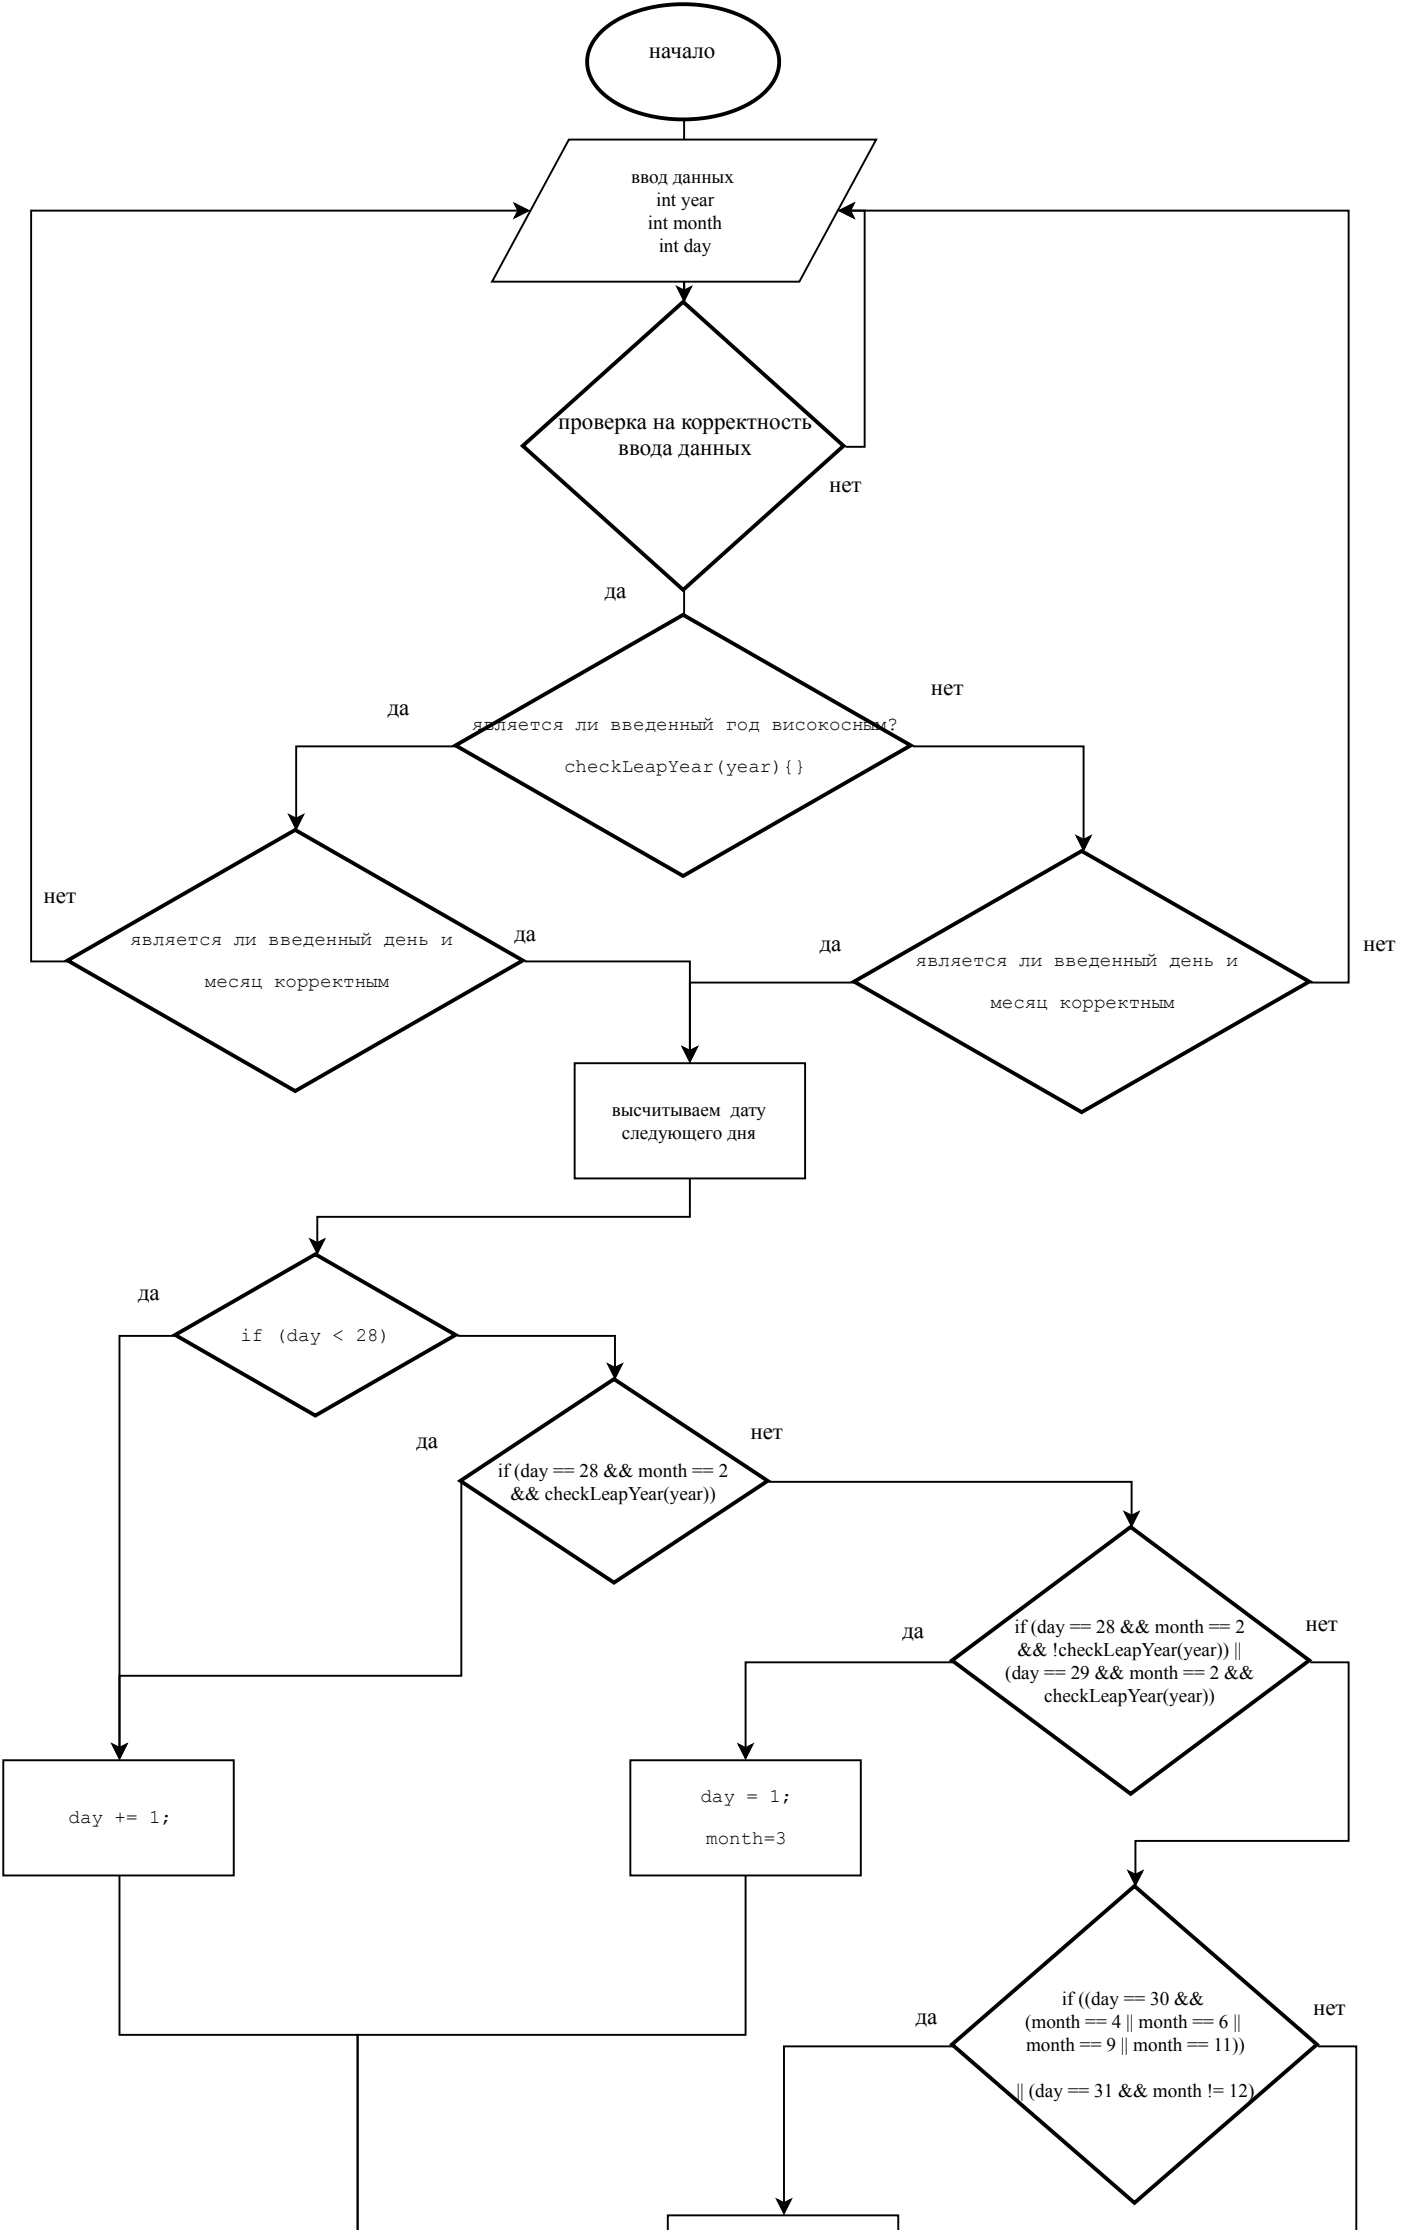 начало
ввод данных
int year
int month
int day
проверка на корректность
ввода данных
нет
да
является ли введенный год високосным?
checkLeapYear(year){}
да
нет
нет
является ли введенный день и
месяц корректным
да
да
является ли введенный день и
месяц корректным
нет
высчитываем дату
следующего дня
да
if (day < 28)
да
if (day == 28 && month == 2
&& checkLeapYear(year))
нет
да
if (day == 28 && month == 2
&& !checkLeapYear(year)) ||
(day == 29 && month == 2 &&
checkLeapYear(year))
нет
day += 1;
day = 1;
month=3
да
if ((day == 30 &&
(month == 4 || month == 6 ||
month == 9 || month == 11))
|| (day == 31 && month != 12)
нет